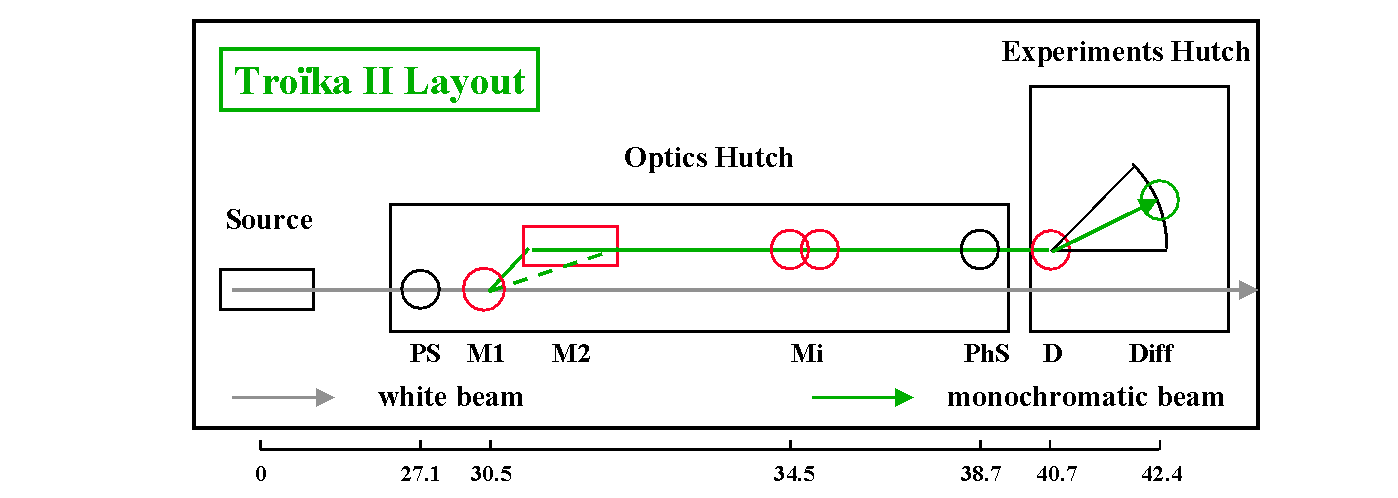 Experiments Hutch
Troïka II Layout
Optics Hutch
Source
PS M1 M2 Mi PhS D Diff
white beam monochromatic beam
0 27.1 30.5 34.5 38.7 40.7 42.4